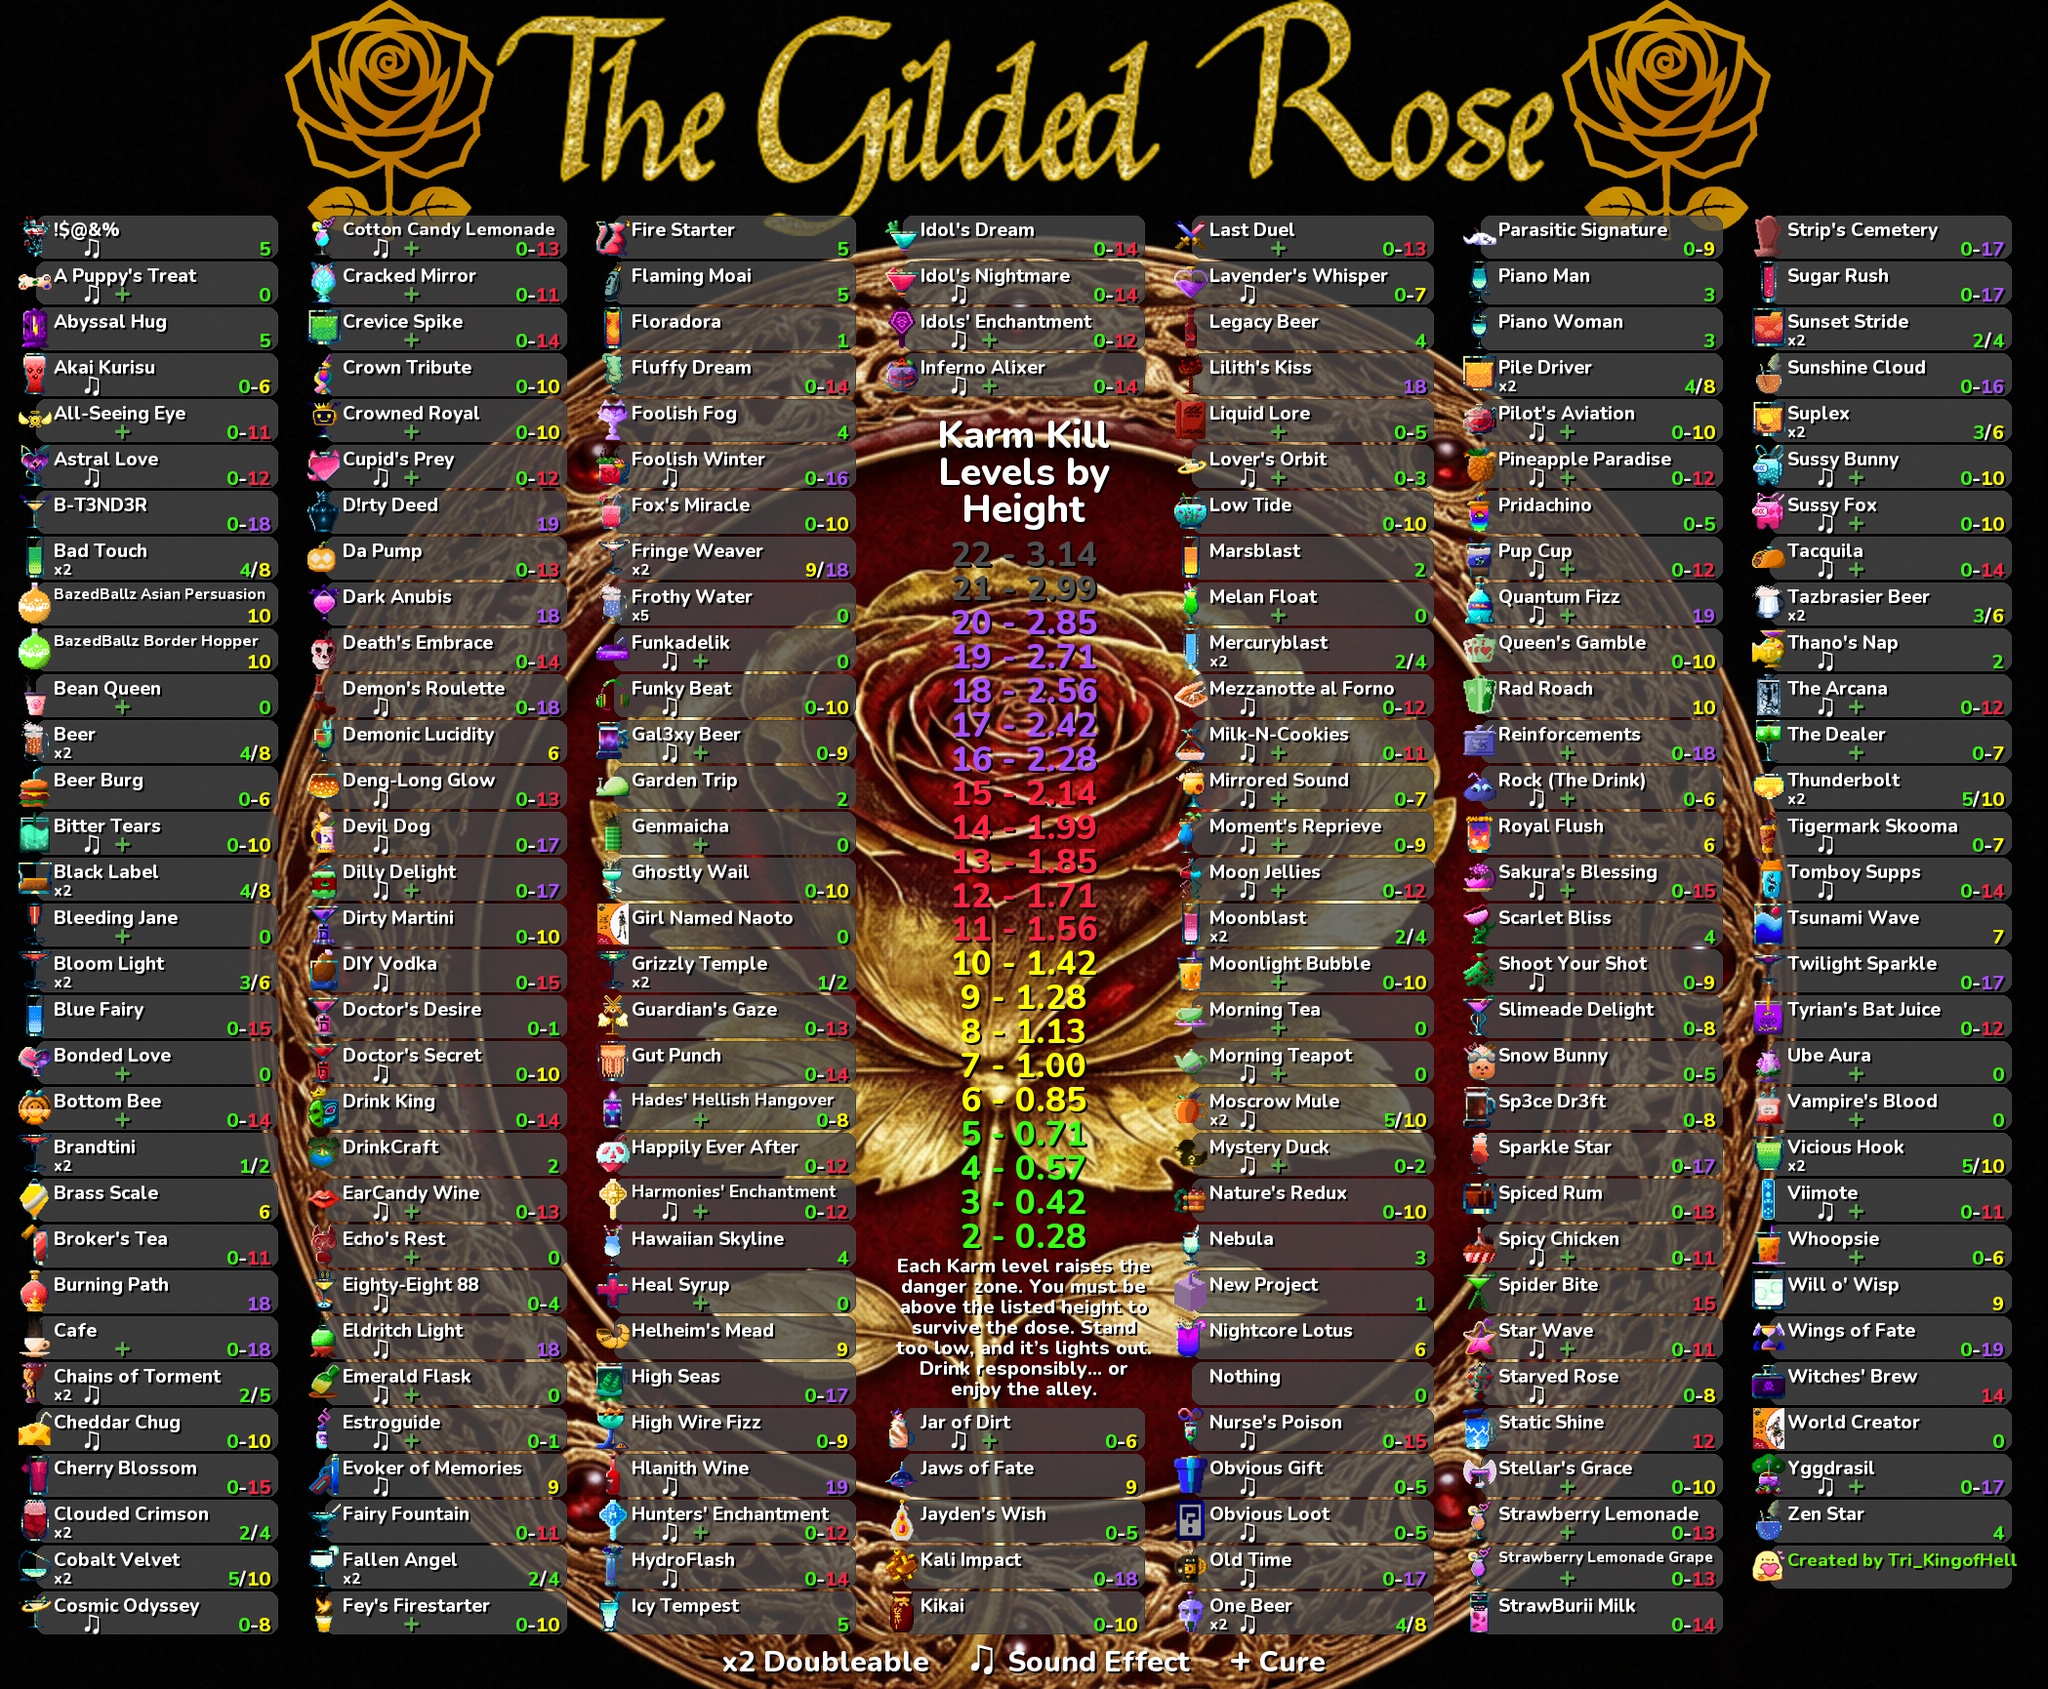 The Gilded Rose
!$@&%
♫ 5
A Puppy's Treat
♫ + 0
Abyssal Hug
5
Akai Kurisu
♫ 0-6
All-Seeing Eye
+ 0-11
Astral Love
♫ 0-12
B-T3ND3R
0-18
Bad Touch
x2 4/8
BazedBallz Asian Persuasion
10
BazedBallz Border Hopper
10
Bean Queen
+ 0
Beer
x2 4/8
Beer Burg
0-6
Bitter Tears
♫ + 0-10
Black Label
x2 4/8
Bleeding Jane
+ 0
Bloom Light
x2 3/6
Blue Fairy
0-15
Bonded Love
+ 0
Bottom Bee
+ 0-14
Brandtini
x2 1/2
Brass Scale
6
Broker's Tea
0-11
Burning Path
18
Cafe
+ 0-18
Chains of Torment
x2 ♫ 2/5
Cheddar Chug
♫ 0-10
Cherry Blossom
0-15
Clouded Crimson
x2 2/4
Cobalt Velvet
x2 5/10
Cosmic Odyssey
♫ 0-8
Cotton Candy Lemonade
♫ + 0-13
Cracked Mirror
+ 0-11
Crevice Spike
+ 0-14
Crown Tribute
0-10
Crowned Royal
+ 0-10
Cupid's Prey
♫ + 0-12
D!rty Deed
19
Da Pump
0-13
Dark Anubis
18
Death's Embrace
0-14
Demon's Roulette
♫ 0-18
Demonic Lucidity
6
Deng-Long Glow
♫ 0-13
Devil Dog
♫ 0-17
Dilly Delight
♫ + 0-17
Dirty Martini
0-10
DIY Vodka
♫ 0-15
Doctor's Desire
0-1
Doctor's Secret
♫ 0-10
Drink King
0-14
DrinkCraft
2
EarCandy Wine
♫ + 0-13
Echo's Rest
+ 0
Eighty-Eight 88
♫ 0-4
Eldritch Light
♫ 18
Emerald Flask
♫ + 0
Estroguide
♫ + 0-1
Evoker of Memories
♫ 9
Fairy Fountain
0-11
Fallen Angel
x2 2/4
Fey's Firestarter
+ 0-10
Fire Starter
5
Flaming Moai
5
Floradora
1
Fluffy Dream
0-14
Foolish Fog
4
Foolish Winter
♫ 0-16
Fox's Miracle
0-10
Fringe Weaver
x2 9/18
Frothy Water
x5 0
Funkadelik
♫ + 0
Funky Beat
♫ 0-10
Gal3xy Beer
♫ + 0-9
Garden Trip
2
Genmaicha
+ 0
Ghostly Wail
0-10
Girl Named Naoto
0
Grizzly Temple
x2 1/2
Guardian's Gaze
0-13
Gut Punch
0-14
Hades' Hellish Hangover
+ 0-8
Happily Ever After
0-12
Harmonies' Enchantment
♫ + 0-12
Hawaiian Skyline
4
Heal Syrup
+ 0
Helheim's Mead
9
High Seas
0-17
High Wire Fizz
0-9
Hlanith Wine
♫ 19
Hunters' Enchantment
♫ + 0-12
HydroFlash
♫ 0-14
Icy Tempest
5
Idol's Dream
0-14
Idol's Nightmare
♫ 0-14
Idols' Enchantment
♫ + 0-12
Inferno Alixer
♫ + 0-14
Karm Kill
Levels by
Height
22 - 3.14
21 - 2.99
20 - 2.85
19 - 2.71
18 - 2.56
17 - 2.42
16 - 2.28
15 - 2.14
14 - 1.99
13 - 1.85
12 - 1.71
11 - 1.56
10 - 1.42
9 - 1.28
8 - 1.13
7 - 1.00
6 - 0.85
5 - 0.71
4 - 0.57
3 - 0.42
2 - 0.28
Each Karm level raises the
danger zone. You must be
above the listed height to
survive the dose. Stand
too low, and it's lights out.
Drink responsibly... or
enjoy the alley.
Jar of Dirt
♫ + 0-6
Jaws of Fate
9
Jayden's Wish
0-5
Kali Impact
0-18
Kikai
0-10
Last Duel
+ 0-13
Lavender's Whisper
♫ 0-7
Legacy Beer
4
Lilith's Kiss
18
Liquid Lore
+ 0-5
Lover's Orbit
♫ + 0-3
Low Tide
0-10
Marsblast
2
Melan Float
+ 0
Mercuryblast
x2 2/4
Mezzanotte al Forno
♫ 0-12
Milk-N-Cookies
♫ + 0-11
Mirrored Sound
♫ + 0-7
Moment's Reprieve
♫ + 0-9
Moon Jellies
♫ + 0-12
Moonblast
x2 2/4
Moonlight Bubble
+ 0-10
Morning Tea
+ 0
Morning Teapot
♫ + 0
Moscrow Mule
x2 ♫ 5/10
Mystery Duck
♫ + 0-2
Nature's Redux
0-10
Nebula
3
New Project
1
Nightcore Lotus
6
Nothing
0
Nurse's Poison
♫ 0-15
Obvious Gift
♫ 0-5
Obvious Loot
♫ 0-5
Old Time
♫ 0-17
One Beer
x2 ♫ 4/8
Parasitic Signature
0-9
Piano Man
3
Piano Woman
3
Pile Driver
x2 4/8
Pilot's Aviation
♫ + 0-10
Pineapple Paradise
♫ + 0-12
Pridachino
0-5
Pup Cup
♫ + 0-12
Quantum Fizz
♫ + 19
Queen's Gamble
0-10
Rad Roach
10
Reinforcements
+ 0-18
Rock (The Drink)
♫ + 0-6
Royal Flush
6
Sakura's Blessing
♫ + 0-15
Scarlet Bliss
4
Shoot Your Shot
♫ 0-9
Slimeade Delight
0-8
Snow Bunny
0-5
Sp3ce Dr3ft
0-8
Sparkle Star
0-17
Spiced Rum
0-13
Spicy Chicken
♫ + 0-11
Spider Bite
15
Star Wave
♫ + 0-11
Starved Rose
♫ 0-8
Static Shine
12
Stellar's Grace
+ 0-10
Strawberry Lemonade
+ 0-13
Strawberry Lemonade Grape
+ 0-13
StrawBurii Milk
0-14
Strip's Cemetery
0-17
Sugar Rush
0-17
Sunset Stride
x2 2/4
Sunshine Cloud
0-16
Suplex
x2 3/6
Sussy Bunny
♫ + 0-10
Sussy Fox
♫ + 0-10
Tacquila
♫ + 0-14
Tazbrasier Beer
x2 3/6
Thano's Nap
♫ 2
The Arcana
♫ + 0-12
The Dealer
+ 0-7
Thunderbolt
x2 5/10
Tigermark Skooma
♫ 0-7
Tomboy Supps
♫ 0-14
Tsunami Wave
7
Twilight Sparkle
0-17
Tyrian's Bat Juice
0-12
Ube Aura
+ 0
Vampire's Blood
+ 0
Vicious Hook
x2 5/10
Viimote
♫ + 0-11
Whoopsie
+ 0-6
Will o' Wisp
9
Wings of Fate
0-19
Witches' Brew
14
World Creator
0
Yggdrasil
♫ + 0-17
Zen Star
4
Created by Tri_KingofHell
x2 Doubleable ♫ Sound Effect + Cure